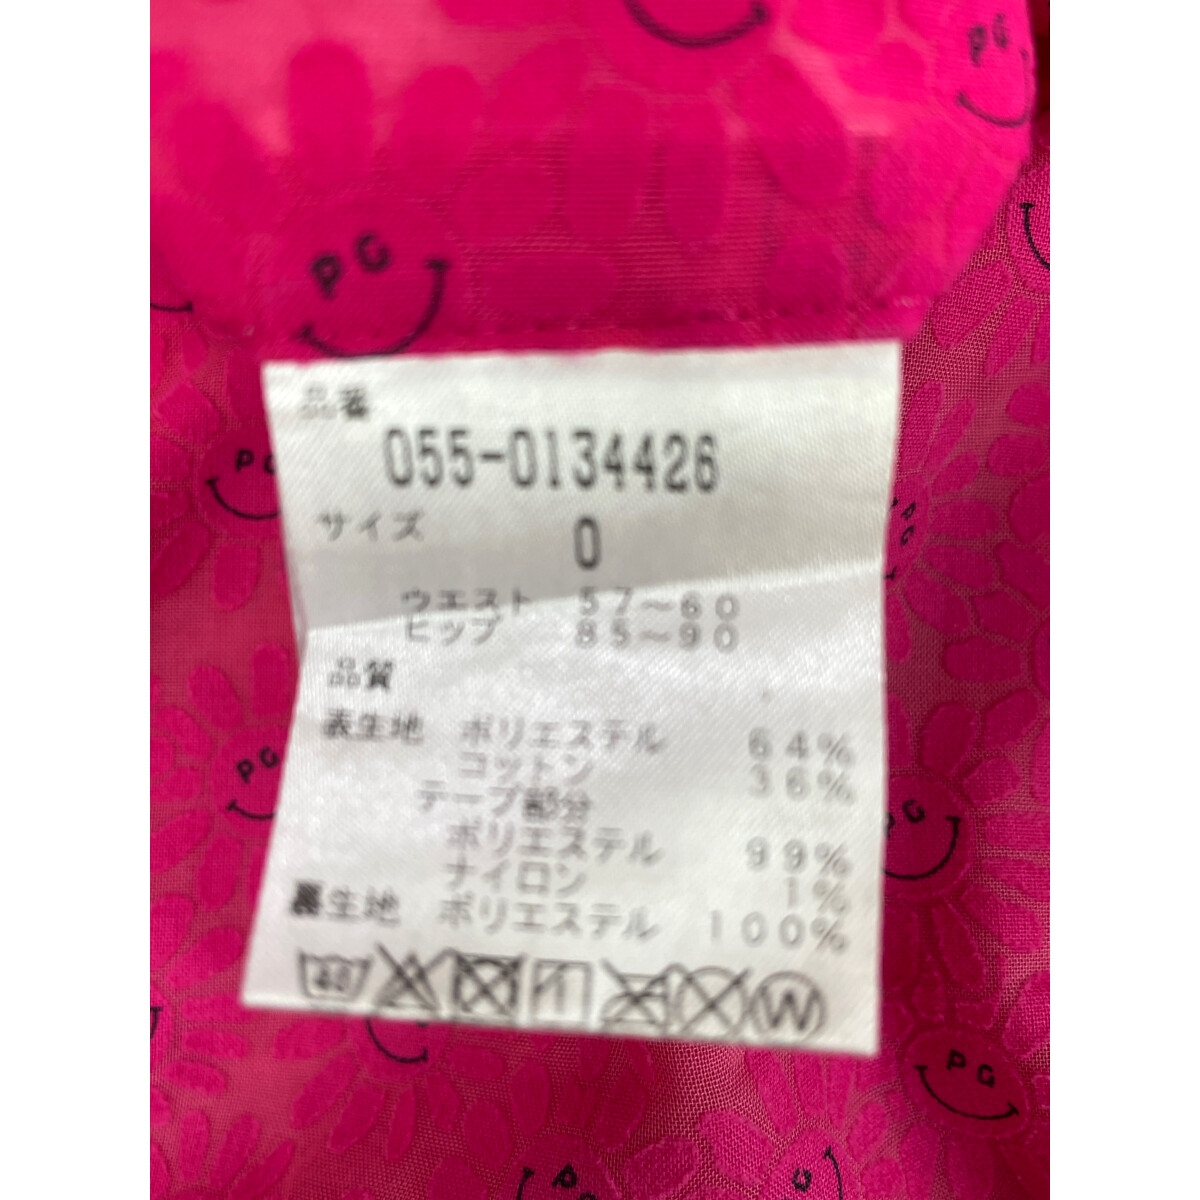 PG
PG
品番
055-0134426
サイズ 0
ウエスト 57～60
ヒップ 85～90
品質
表生地 ポリエステル 64%
コットン 36%
テープ部分
ポリエステル 99%
ナイロン 1%
裏生地 ポリエステル 100%
40 W
PG
PG
PG
PG
PG